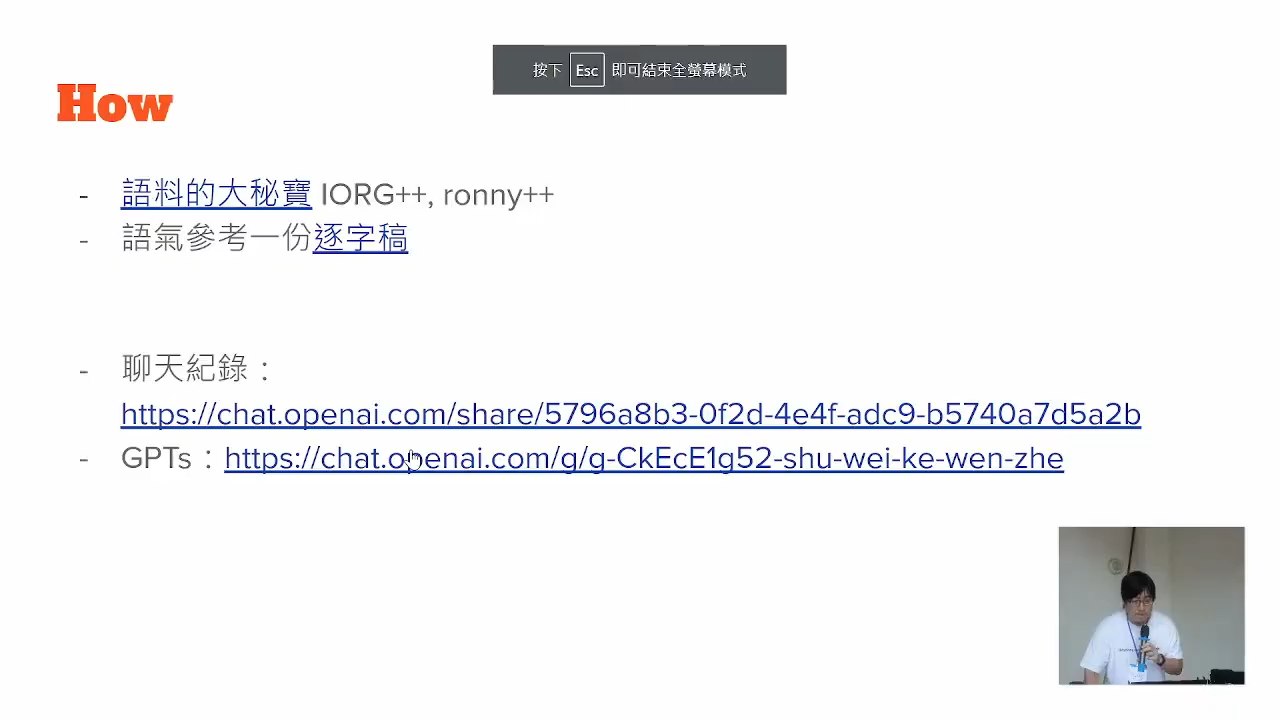 按下 Esc 即可結束全螢幕模式
How
- 語料的大秘寶 IORG++, ronny++
- 語氣參考一份逐字稿
- 聊天紀錄：
https://chat.openai.com/share/5796a8b3-0f2d-4e4f-adc9-b5740a7d5a2b
- GPTs：https://chat.openai.com/g/g-CkEcE1g52-shu-wei-ke-wen-zhe